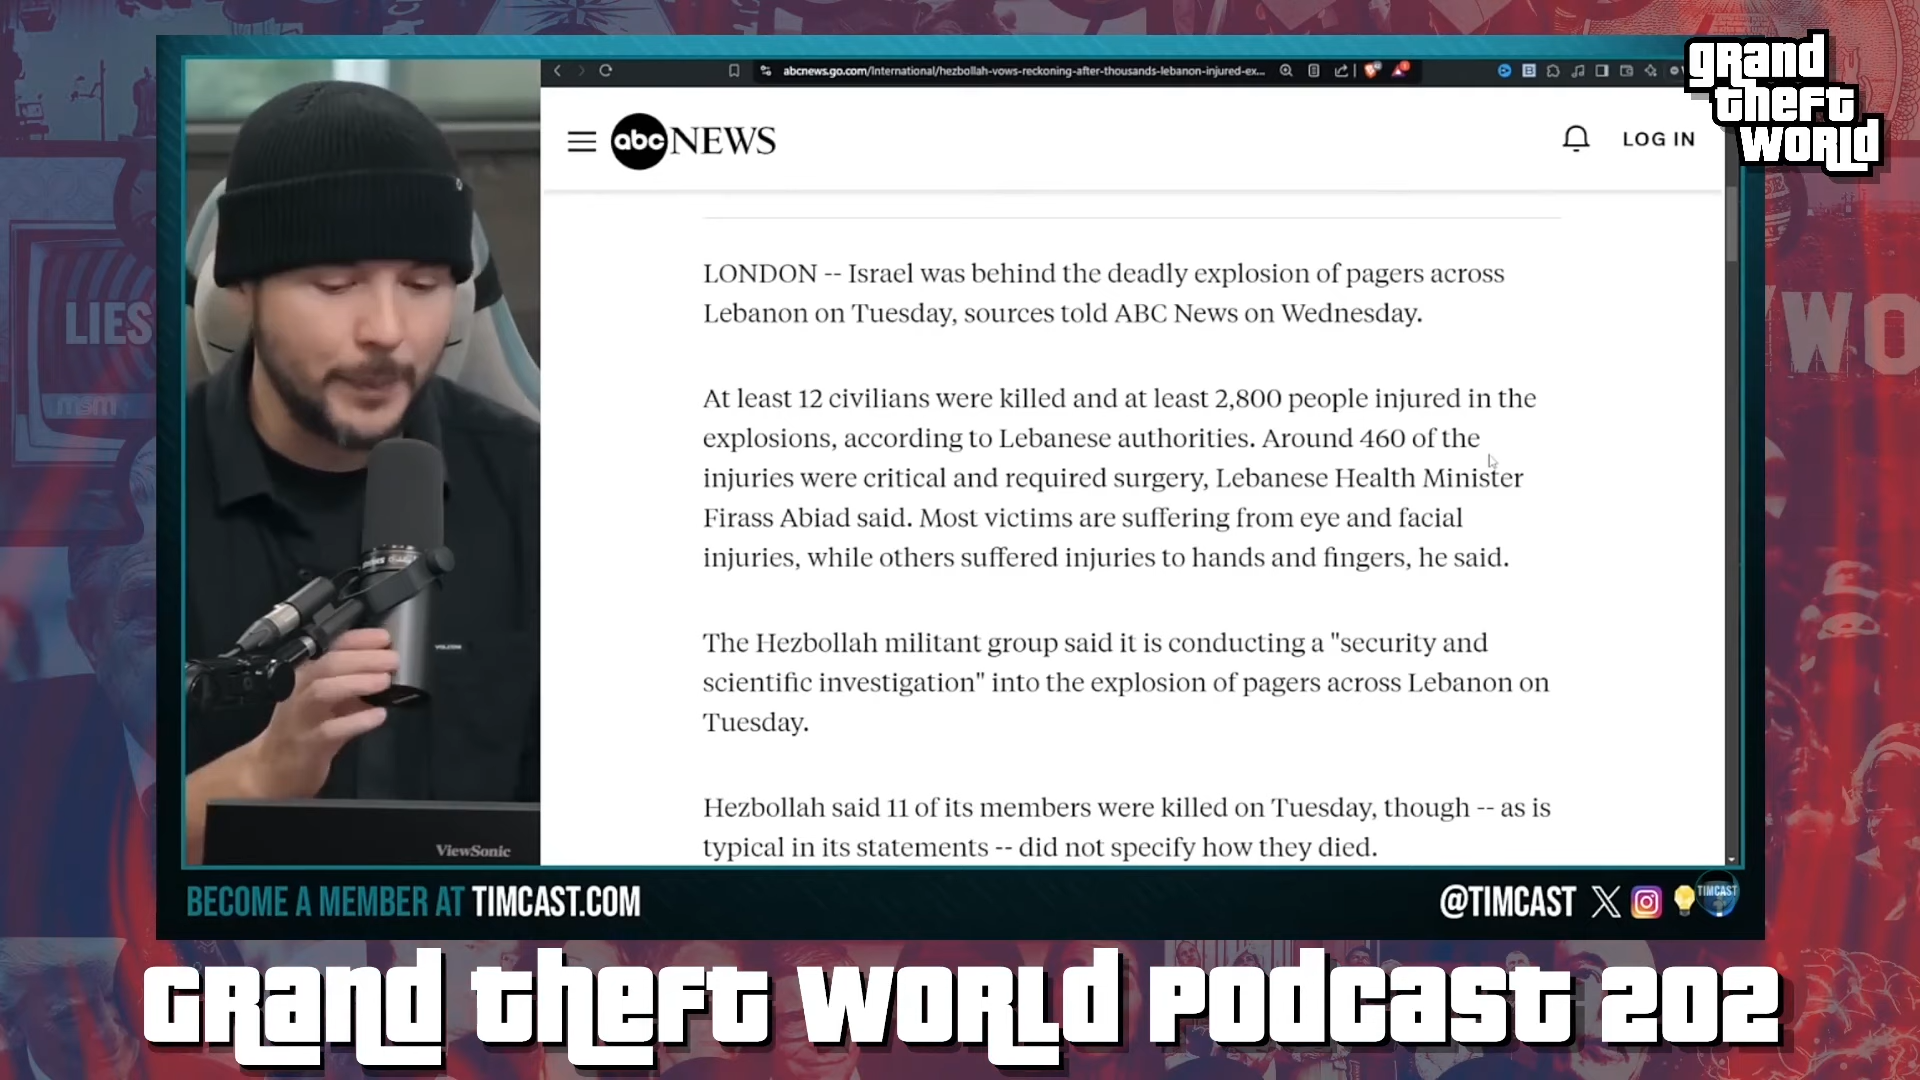 grand
theft
world
abcnews.go.com/International/hezbollah-vows-reckoning-after-thousands-lebanon-injured-ex...
abc NEWS
LOG IN
LIES
msm
LONDON -- Israel was behind the deadly explosion of pagers across
Lebanon on Tuesday, sources told ABC News on Wednesday.
At least 12 civilians were killed and at least 2,800 people injured in the
explosions, according to Lebanese authorities. Around 460 of the
injuries were critical and required surgery, Lebanese Health Minister
Firass Abiad said. Most victims are suffering from eye and facial
injuries, while others suffered injuries to hands and fingers, he said.
The Hezbollah militant group said it is conducting a "security and
scientific investigation" into the explosion of pagers across Lebanon on
Tuesday.
Hezbollah said 11 of its members were killed on Tuesday, though -- as is
typical in its statements -- did not specify how they died.
ViewSonic
BECOME A MEMBER AT TIMCAST.COM
@TIMCAST
TIMCAST
Grand theft World Podcast 202